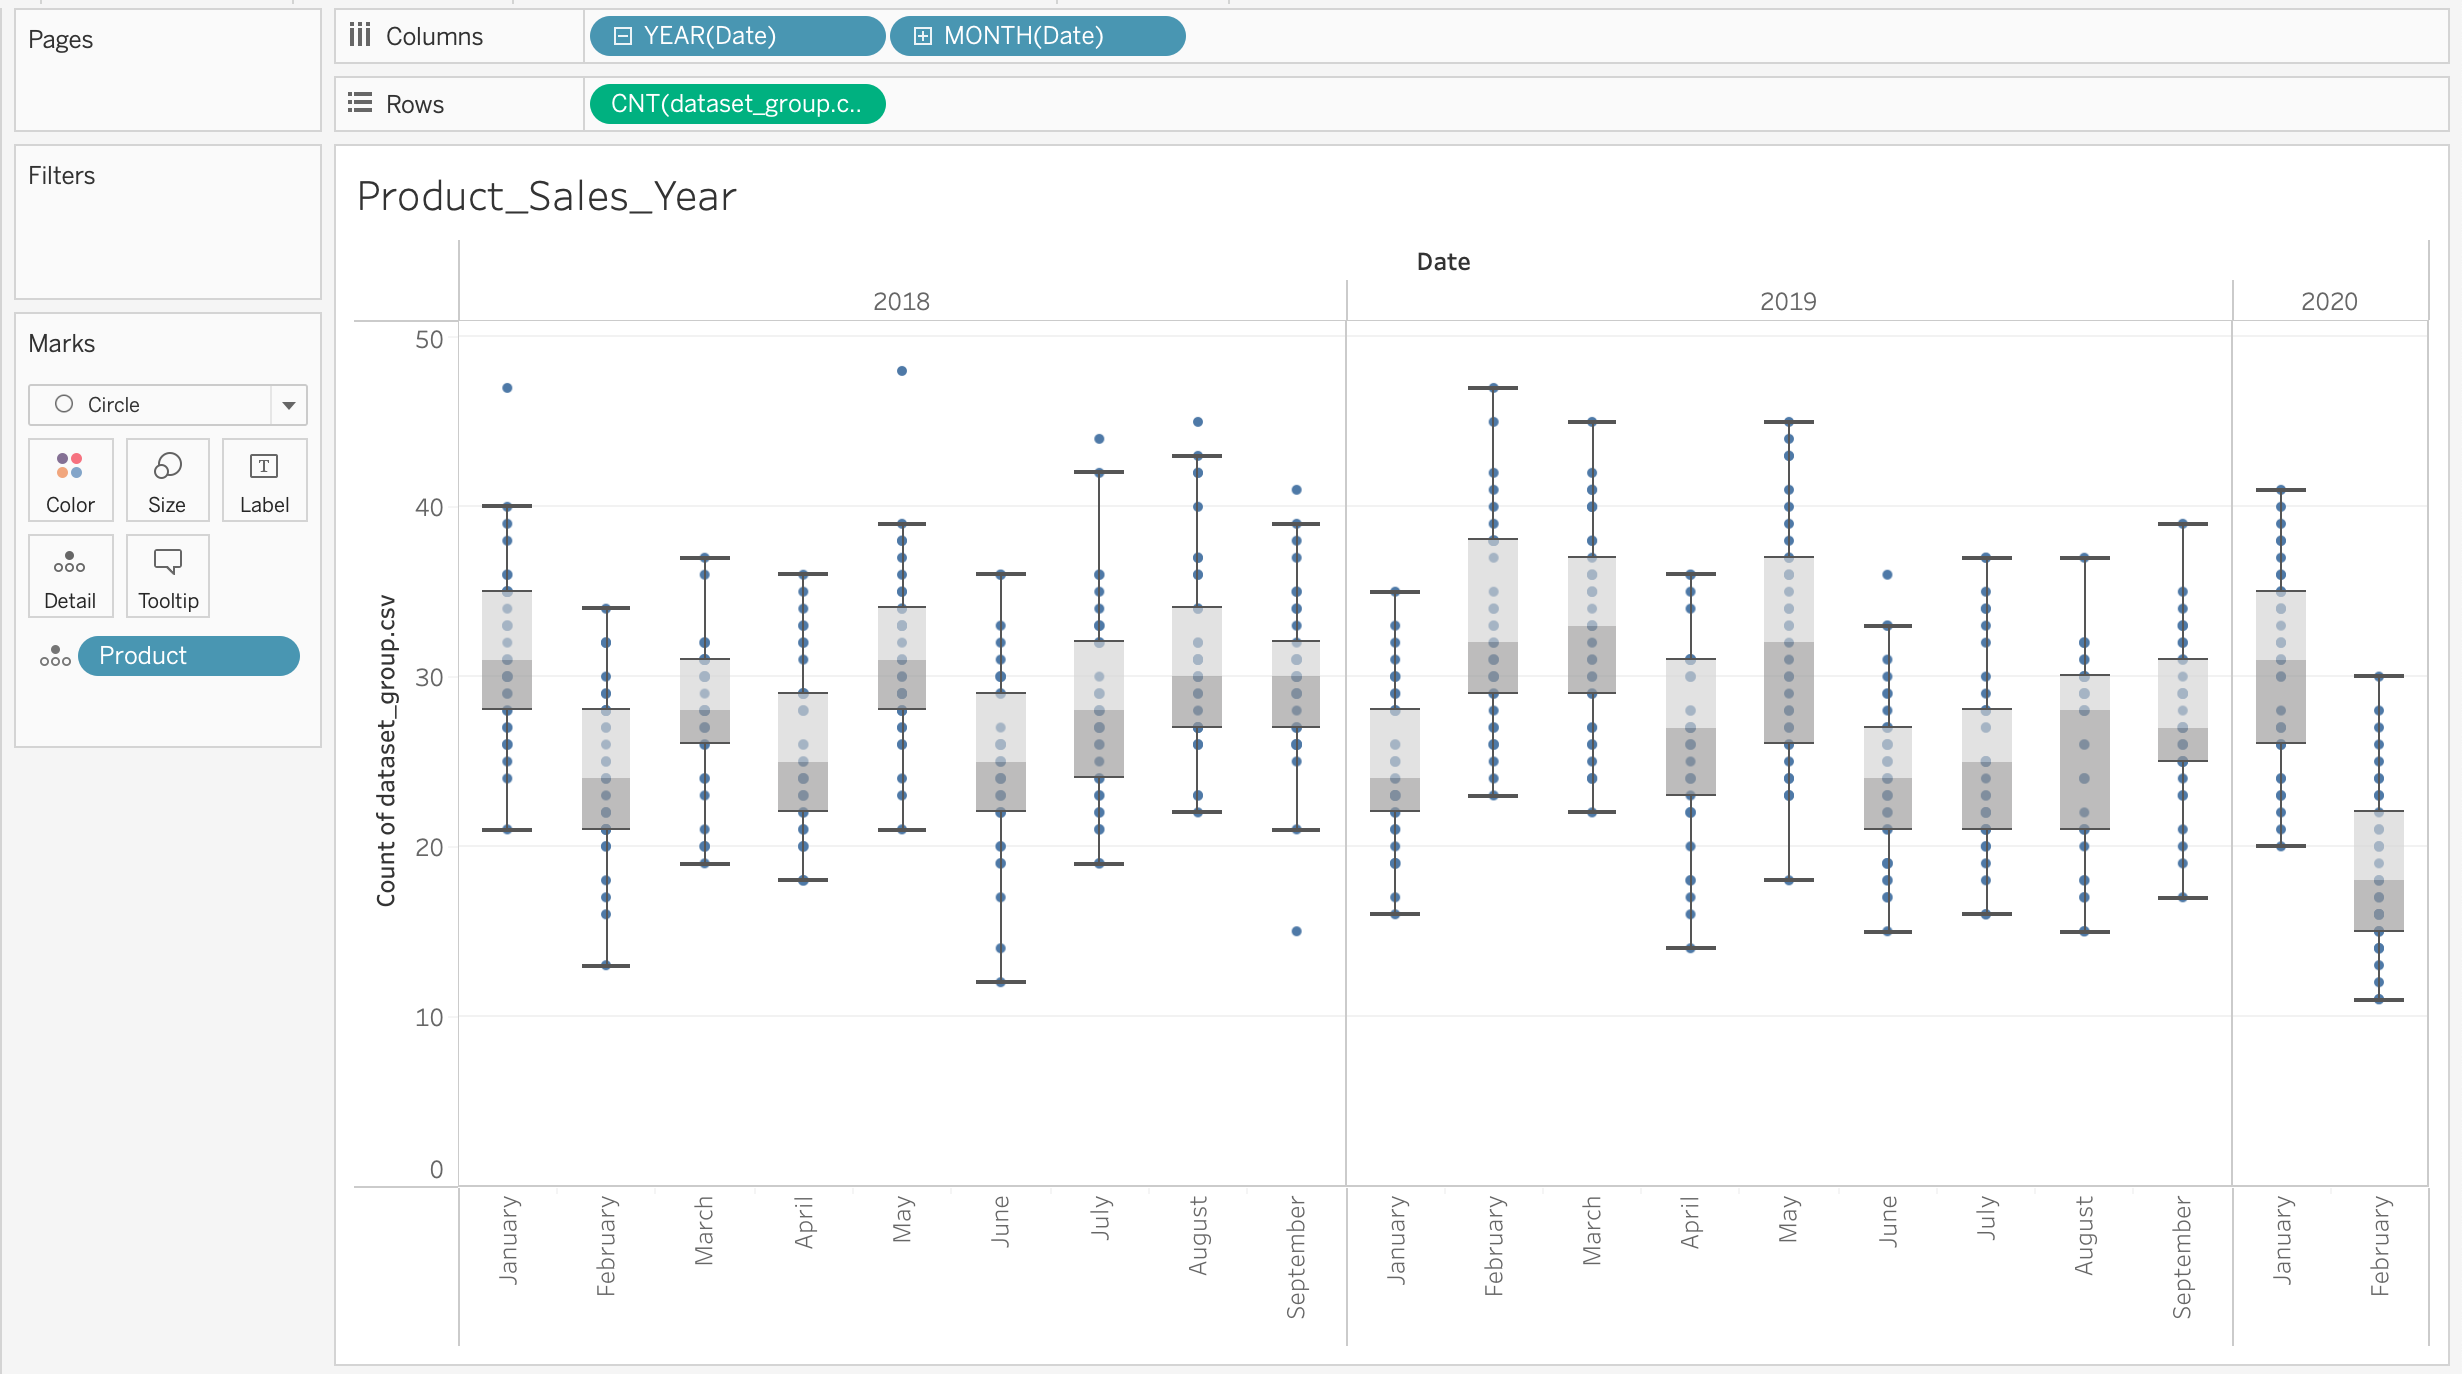 Pages
Columns
YEAR(Date)
MONTH(Date)
Rows
CNT(dataset_group.c..
Filters
Marks
Circle
Color
Size
T
Label
Detail
Tooltip
Product
Product_Sales_Year
Date
2018
2019
2020
Count of dataset_group.csv
50
40
30
20
10
0
January
February
March
April
May
June
July
August
September
January
February
March
April
May
June
July
August
September
January
February